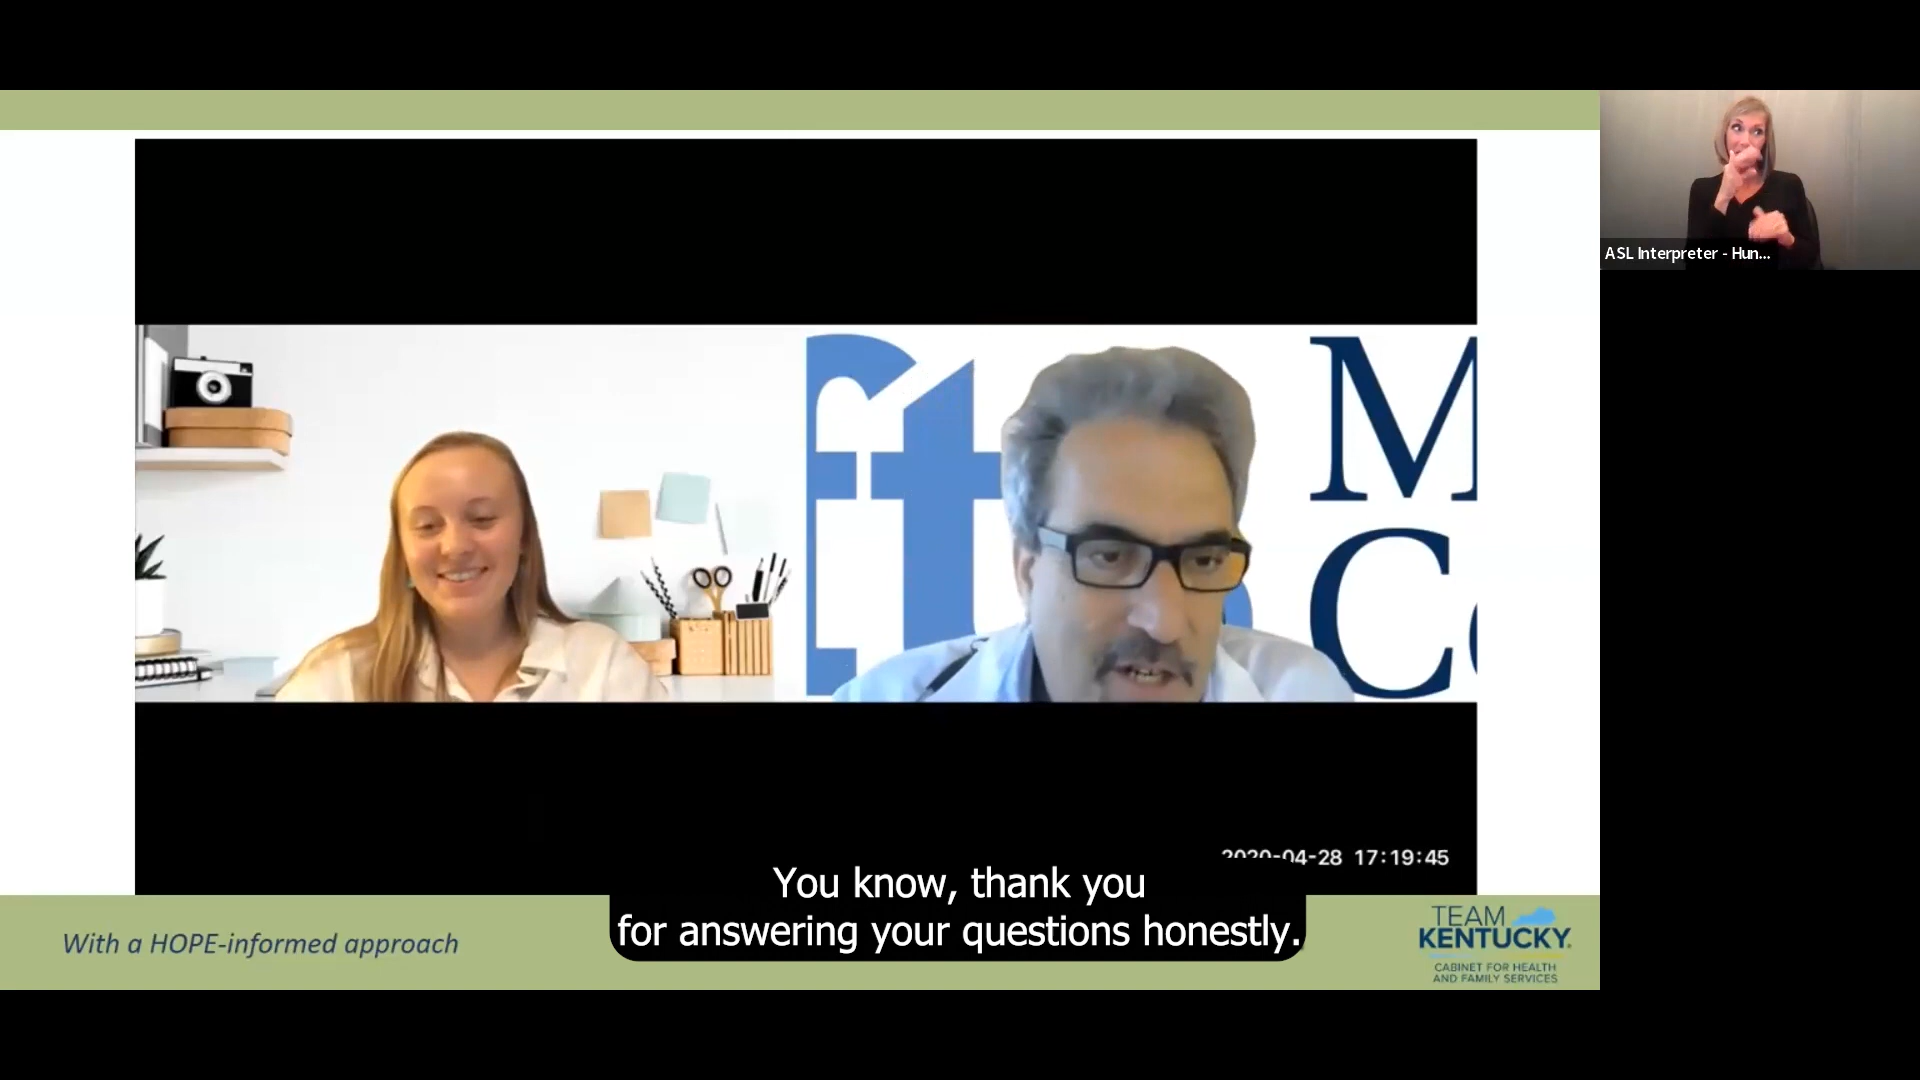 ASL Interpreter - Hun...
ft
M
C
2020-04-28 17:19:45
You know, thank you
for answering your questions honestly.
With a HOPE-informed approach
TEAM
KENTUCKY
CABINET FOR HEALTH
AND FAMILY SERVICES